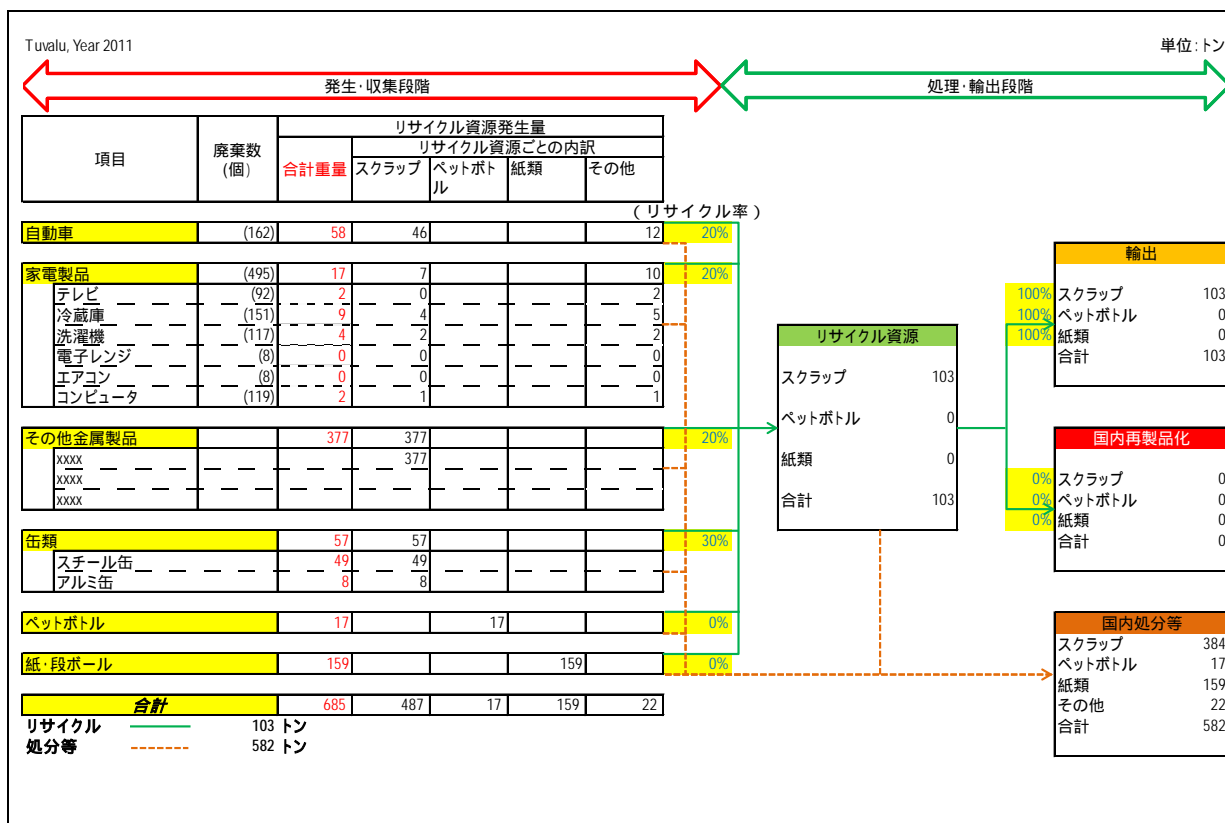 Tuvalu, Year 2011 単位：トン
発生・収集段階 処理・輸出段階
リサイクル資源発生量
リサイクル資源ごとの内訳
項目 廃棄数(個) 合計重量 スクラップ ペットボトル 紙類 その他
（リサイクル率）
自動車 (162) 58 46 12 20%
家電製品 (495) 17 7 10 20%
テレビ (92) 2 0 2
冷蔵庫 (151) 9 4 5
洗濯機 (117) 4 2 2
電子レンジ (8) 0 0 0
エアコン (8) 0 0 0
コンピュータ (119) 2 1 1
その他金属製品 377 377 20%
xxxx 377
xxxx
xxxx
缶類 57 57 30%
スチール缶 49 49
アルミ缶 8 8
ペットボトル 17 17 0%
紙・段ボール 159 159 0%
合計 685 487 17 159 22
リサイクル 103 トン
処分等 582 トン
リサイクル資源
スクラップ 103
ペットボトル 0
紙類 0
合計 103
輸出
100% スクラップ 103
100% ペットボトル 0
100% 紙類 0
合計 103
国内再製品化
0% スクラップ 0
0% ペットボトル 0
0% 紙類 0
合計 0
国内処分等
スクラップ 384
ペットボトル 17
紙類 159
その他 22
合計 582